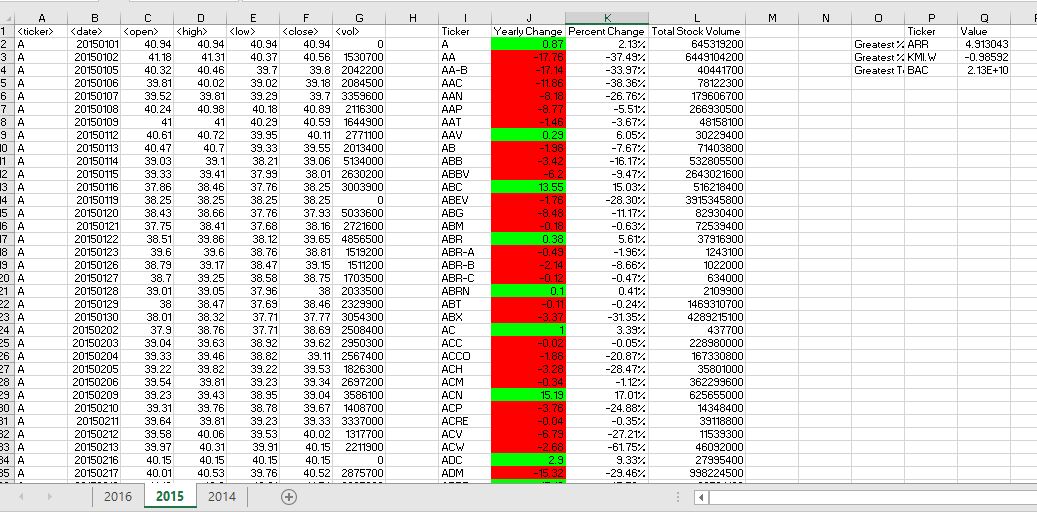 A B C D E F G H I J K L M N O P Q
1 <ticker> <date> <open> <high> <low> <close> <vol> Ticker Yearly Change Percent Change Total Stock Volume Ticker Value
2 A 20150101 40.94 40.94 40.94 40.94 0 A 0.87 2.13% 645319200 Greatest % ARR 4.913043
3 A 20150102 41.18 41.31 40.37 40.56 1530700 AA -17.76 -37.49% 6449104200 Greatest % KMI.W -0.98592
4 A 20150105 40.32 40.46 39.7 39.8 2042200 AA-B -17.14 -33.97% 40441700 Greatest To BAC 2.13E+10
5 A 20150106 39.81 40.02 39.02 39.18 2084500 AAC -11.86 -38.36% 78122300
6 A 20150107 39.52 39.81 39.29 39.7 3359600 AAN -8.18 -26.76% 179606700
7 A 20150108 40.24 40.98 40.18 40.89 2116300 AAP -8.77 -5.51% 266930500
8 A 20150109 41 41 40.29 40.59 1644900 AAT -1.46 -3.67% 48158100
9 A 20150112 40.61 40.72 39.95 40.11 2771100 AAV 0.29 6.05% 30229400
10 A 20150113 40.47 40.7 39.33 39.55 2013400 AB -1.98 -7.67% 71403800
11 A 20150114 39.03 39.1 38.21 39.06 5134000 ABB -3.42 -16.17% 532805500
12 A 20150115 39.33 39.41 37.99 38.01 2630200 ABBV -6.2 -9.47% 2643021600
13 A 20150116 37.86 38.46 37.76 38.25 3003900 ABC 13.55 15.03% 516218400
14 A 20150119 38.25 38.25 38.25 38.25 0 ABEV -1.76 -28.30% 3915345800
15 A 20150120 38.43 38.66 37.76 37.93 5033600 ABG -8.48 -11.17% 82930400
16 A 20150121 37.75 38.41 37.68 38.16 2721600 ABM -0.18 -0.63% 72539400
17 A 20150122 38.51 39.86 38.12 39.65 4856500 ABR 0.38 5.61% 37916900
18 A 20150123 39.6 39.6 38.76 38.81 1519200 ABR-A -0.49 -1.96% 1243100
19 A 20150126 38.79 39.17 38.47 39.15 1511200 ABR-B -2.14 -8.66% 1022000
20 A 20150127 38.7 39.25 38.58 38.75 1703500 ABR-C -0.12 -0.47% 634000
21 A 20150128 39.01 39.05 37.96 38 2033500 ABRN 0.1 0.41% 2109900
22 A 20150129 38 38.47 37.69 38.46 2329900 ABT -0.11 -0.24% 1469310700
23 A 20150130 38.01 38.32 37.71 37.77 3054300 ABX -3.37 -31.35% 4289215100
24 A 20150202 37.9 38.76 37.71 38.69 2508400 AC 1 3.39% 437700
25 A 20150203 39.04 39.63 38.92 39.62 2950300 ACC -0.02 -0.05% 228980000
26 A 20150204 39.33 39.46 38.82 39.11 2567400 ACCO -1.88 -20.87% 167330800
27 A 20150205 39.22 39.82 39.22 39.53 1826300 ACH -3.28 -28.47% 35801000
28 A 20150206 39.54 39.81 39.23 39.34 2697200 ACM -0.34 -1.12% 362299600
29 A 20150209 39.23 39.43 38.95 39.04 3586100 ACN 15.19 17.01% 625655000
30 A 20150210 39.31 39.76 38.78 39.67 1408700 ACP -3.76 -24.88% 14348400
31 A 20150211 39.64 39.81 39.23 39.33 3337000 ACRE -0.04 -0.35% 39118800
32 A 20150212 39.58 40.06 39.53 40.02 1317700 ACV -6.79 -27.21% 11539300
33 A 20150213 39.97 40.31 39.91 40.15 2211900 ACW -2.68 -61.75% 46092000
34 A 20150216 40.15 40.15 40.15 40.15 0 ADC 2.9 9.33% 27995400
35 A 20150217 40.01 40.53 39.76 40.52 2875700 ADM -15.32 -29.46% 998224500
2016 2015 2014